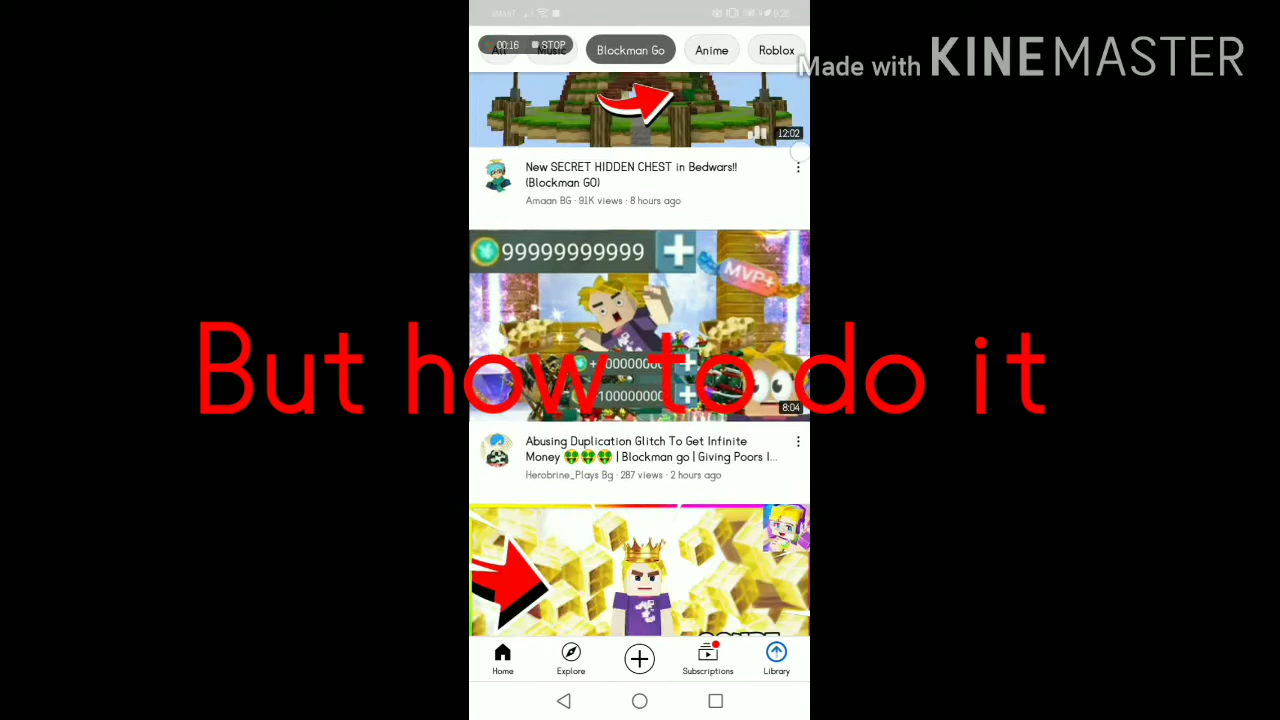 SMART
00:16 STOP
Blockman Go
Anime
Roblox
Made with KINEMASTER
12:02
New SECRET HIDDEN CHEST in Bedwars!!
(Blockman GO)
Amaan BG · 9.1K views · 8 hours ago
99999999999
MVP+
But how to do it
8:04
Abusing Duplication Glitch To Get Infinite
Money 🤑🤑🤑 | Blockman go | Giving Poors I...
Herobrine_Plays Bg · 287 views · 2 hours ago
Home
Explore
Subscriptions
Library